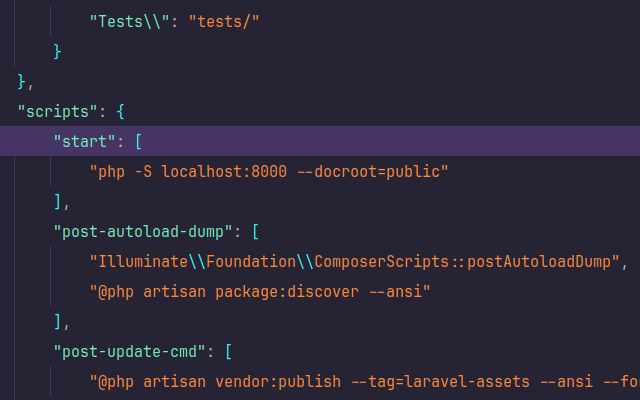 "Tests\\": "tests/"
}
},
"scripts": {
"start": [
"php -S localhost:8000 --docroot=public"
],
"post-autoload-dump": [
"Illuminate\\Foundation\\ComposerScripts::postAutoloadDump",
"@php artisan package:discover --ansi"
],
"post-update-cmd": [
"@php artisan vendor:publish --tag=laravel-assets --ansi --fo